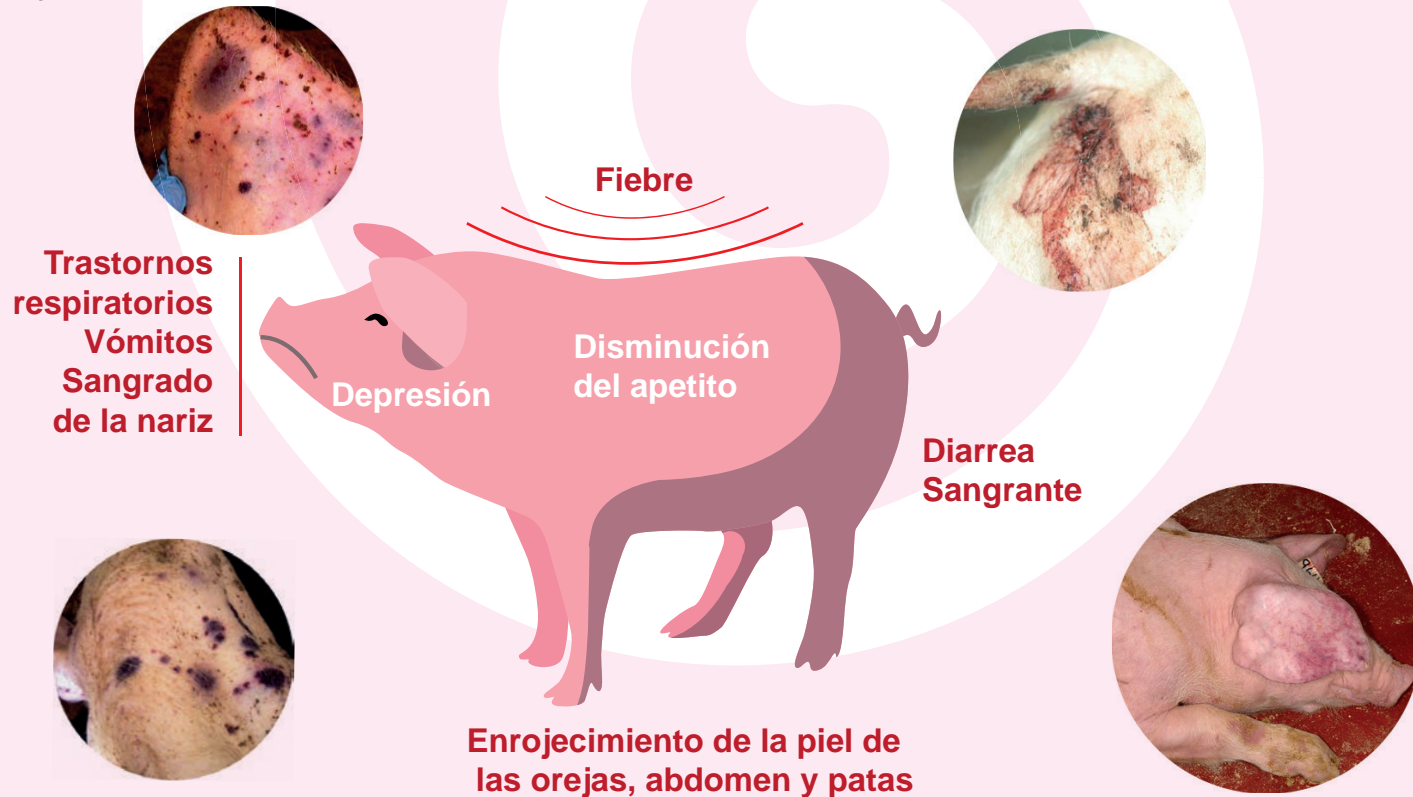 Fiebre
Trastornos
respiratorios
Vómitos
Sangrado
de la nariz
Depresión
Disminución
del apetito
Diarrea
Sangrante
Enrojecimiento de la piel de
las orejas, abdomen y patas